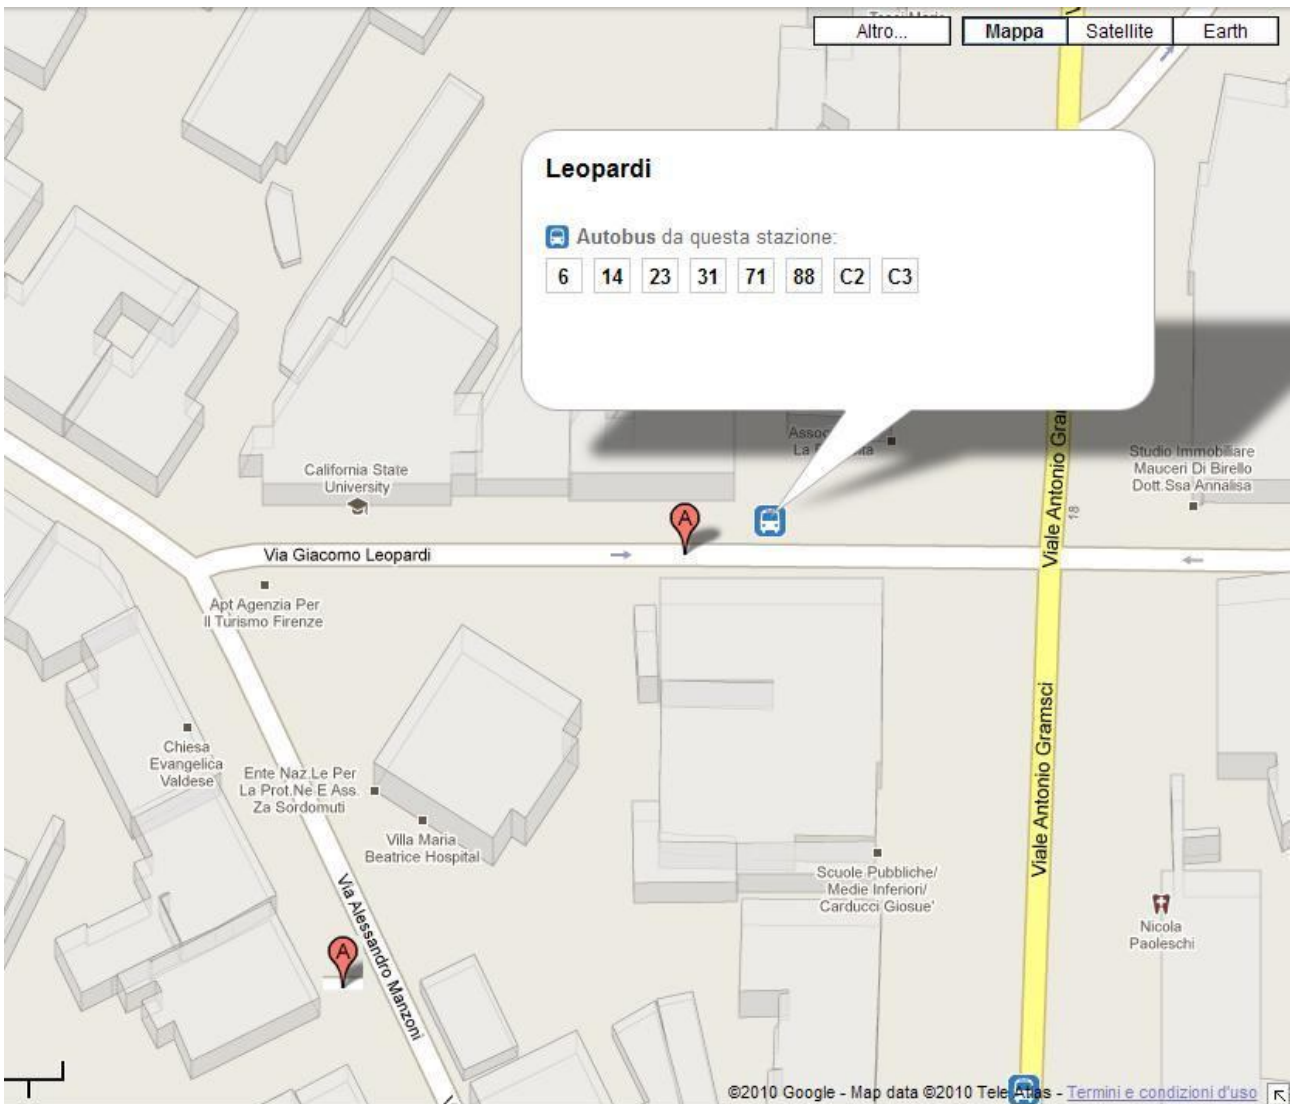 Altro...
Mappa
Satellite
Earth
Leopardi
Autobus da questa stazione:
6 14 23 31 71 88 C2 C3
California State
University
La
Studio Immobiliare
Mauceri Di Birello
Dott.Ssa Annalisa
Viale Antonio
18
A
Via Giacomo Leopardi
Apt Agenzia Per
Il Turismo Firenze
Viale Antonio Gramsci
Chiesa
Evangelica
Valdese
Ente Naz.Le Per
La Prot.Ne E Ass.
Za Sordomuti
Villa Maria
Beatrice Hospital
Scuole Pubbliche/
Medie Inferiori/
Carducci Giosue'
Via Alessandro Manzoni
A
Nicola
Paoleschi
©2010 Google - Map data ©2010 Tele Atlas - Termini e condizioni d'uso